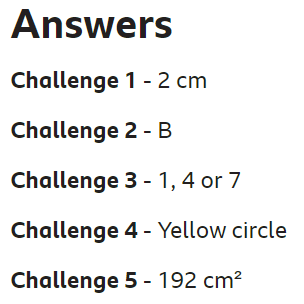 Answers
Challenge 1 - 2 cm
Challenge 2 - B
Challenge 3 - 1, 4 or 7
Challenge 4 - Yellow circle
Challenge 5 - 192 cm²